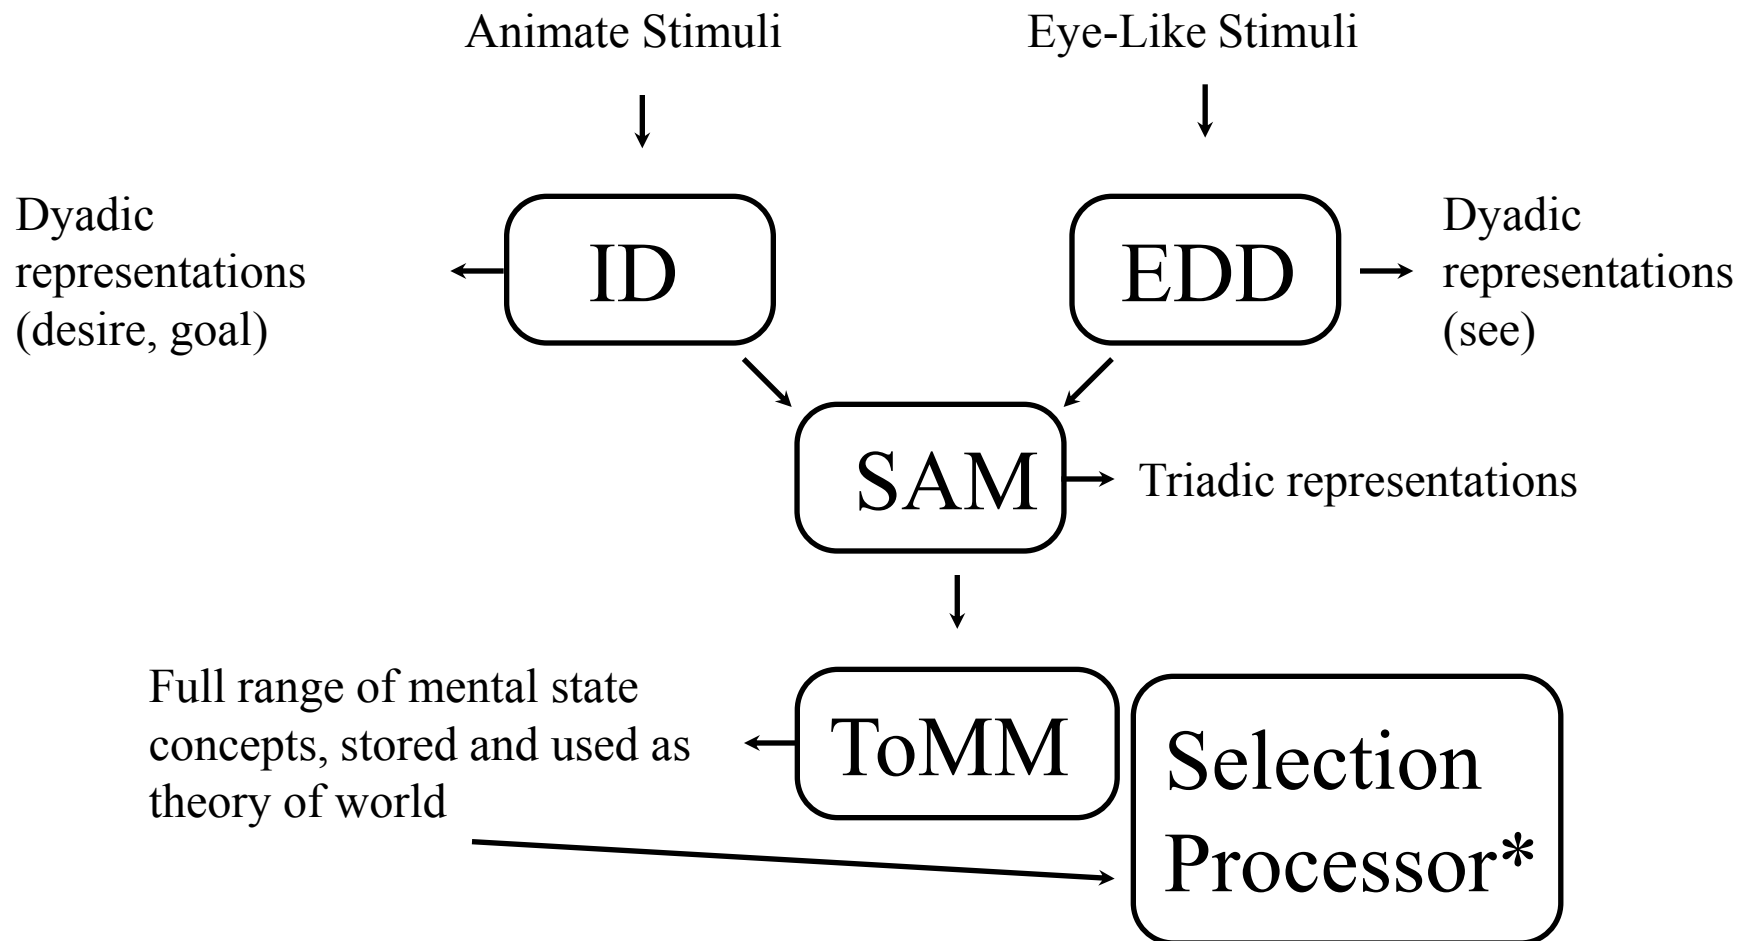 Animate Stimuli
Eye-Like Stimuli
Dyadic
representations
(desire, goal)
ID
EDD
Dyadic
representations
(see)
SAM
Triadic representations
Full range of mental state
concepts, stored and used as
theory of world
ToMM
Selection
Processor*